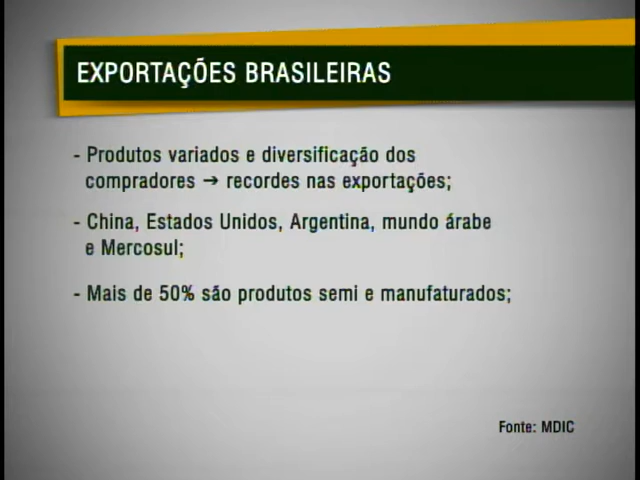 EXPORTAÇÕES BRASILEIRAS
- Produtos variados e diversificação dos
compradores → recordes nas exportações;
- China, Estados Unidos, Argentina, mundo árabe
e Mercosul;
- Mais de 50% são produtos semi e manufaturados;
Fonte: MDIC